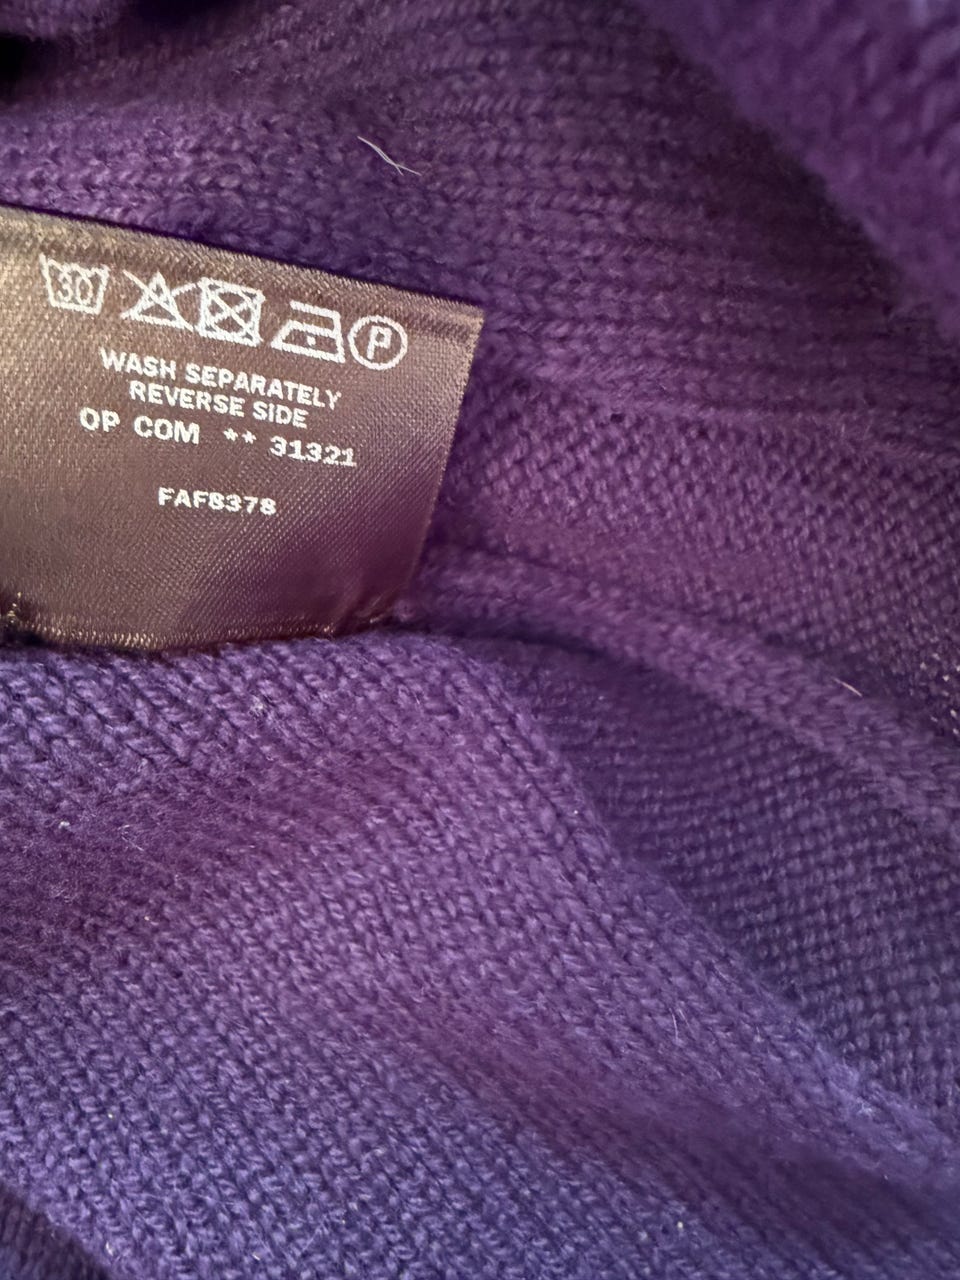 30 P
WASH SEPARATELY
REVERSE SIDE
OP COM ** 31321
FAF8378